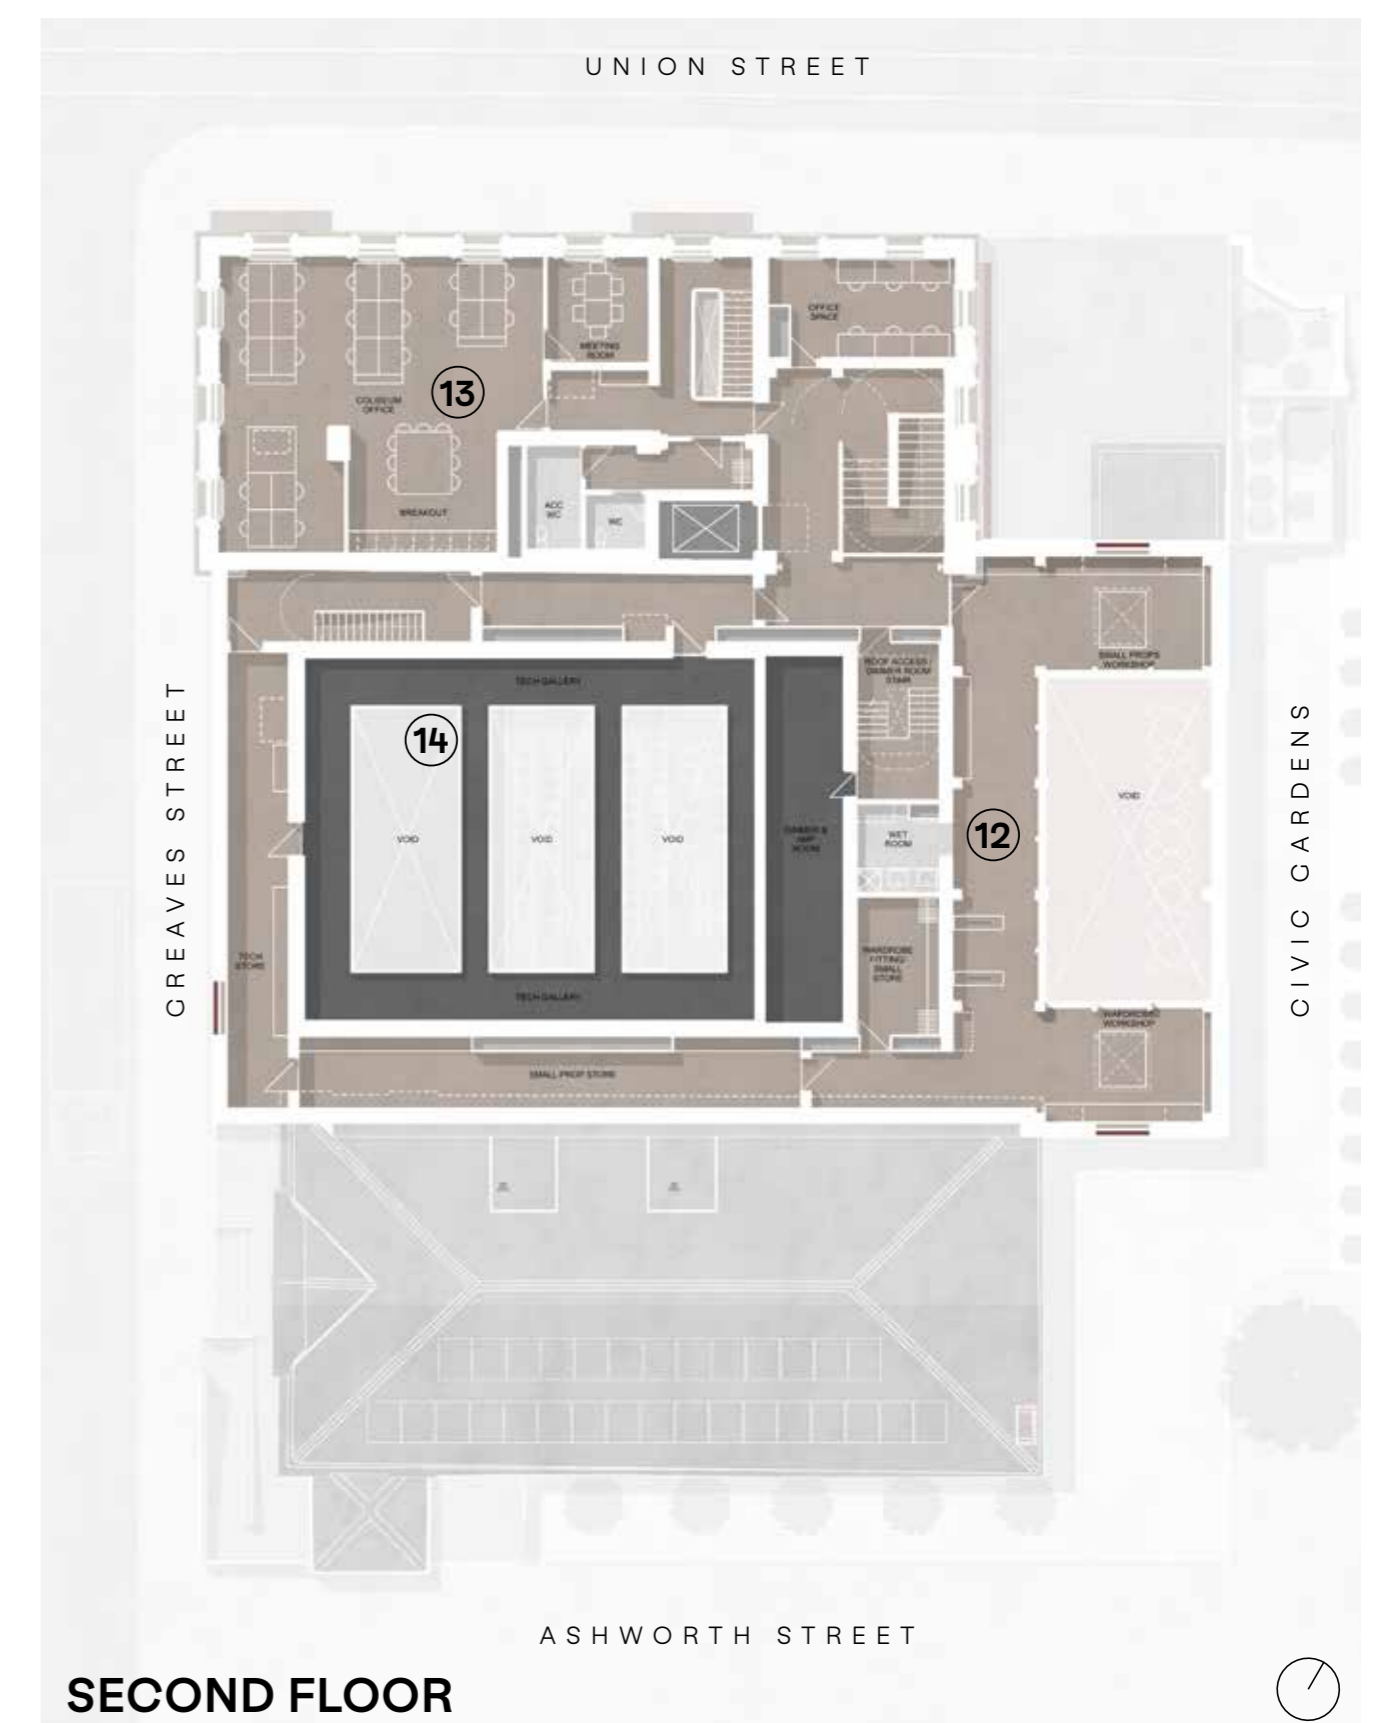 UNION STREET
OFFICE
SPACE
MEETING
ROOM
13
COLISEUM
OFFICE
ACC
WC
WC
BREAKOUT
SMALL PROPS
WORKSHOP
ROOF ACCESS/
DIMMER ROOM
STAIR
TECH GALLERY
14
GREAVES STREET
CIVIC GARDENS
VOID
VOID
VOID
VOID
DIMMER &
AMP
ROOM
WET
ROOM
12
TECH
STORE
WARDROBE
FITTING/
SMALL
STORE
TECH GALLERY
WARDROBE
WORKSHOP
SMALL PROP STORE
ASHWORTH STREET
SECOND FLOOR